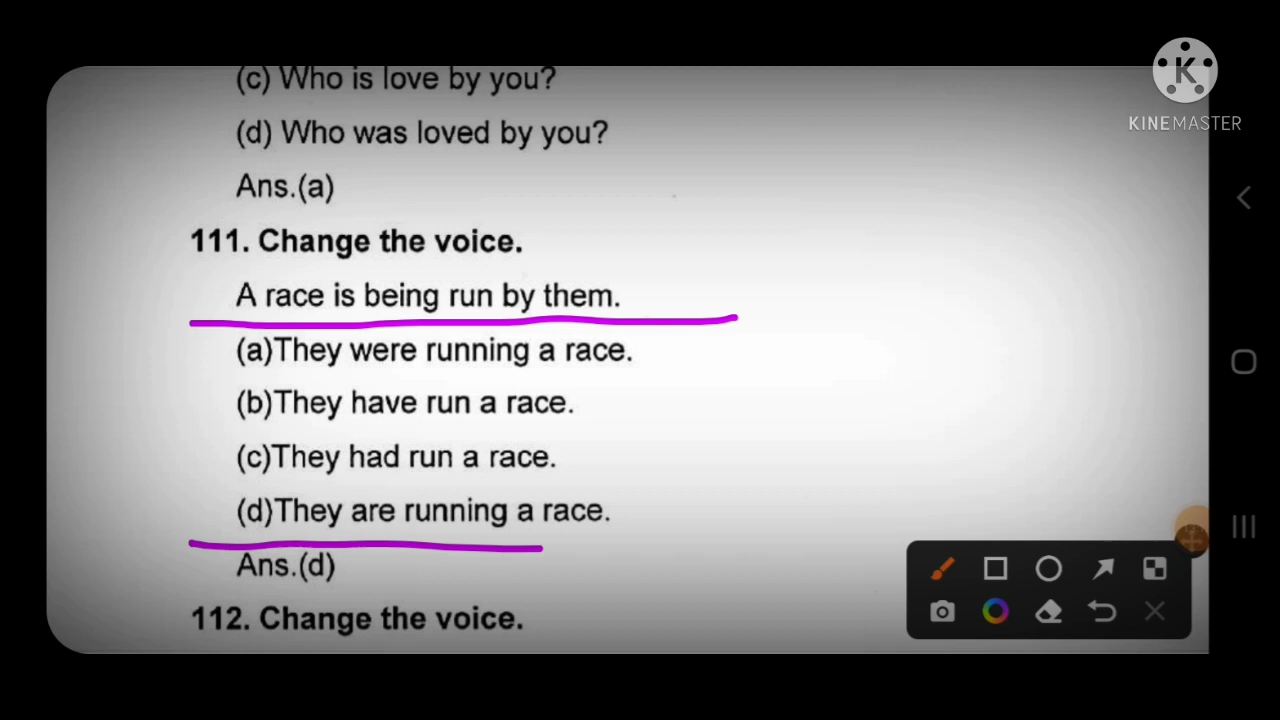 (c) Who is love by you?
(d) Who was loved by you?
Ans.(a)
111. Change the voice.
A race is being run by them.
(a)They were running a race.
(b)They have run a race.
(c)They had run a race.
(d)They are running a race.
Ans.(d)
112. Change the voice.
KINEMASTER